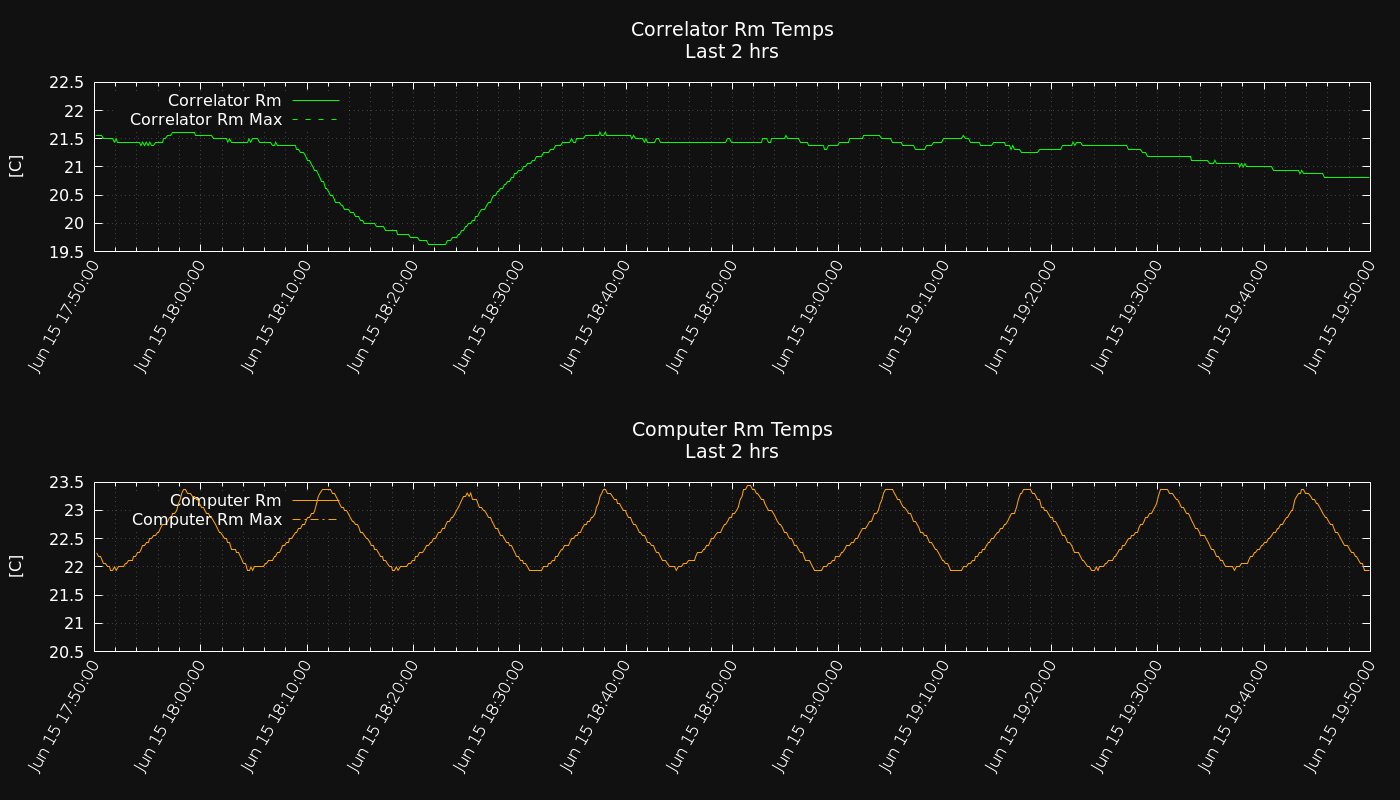 Correlator Rm Temps
Last 2 hrs
22.5
22
21.5
21
20.5
20
19.5
[C]
Correlator Rm
Correlator Rm Max
Jun 15 17:50:00
Jun 15 18:00:00
Jun 15 18:10:00
Jun 15 18:20:00
Jun 15 18:30:00
Jun 15 18:40:00
Jun 15 18:50:00
Jun 15 19:00:00
Jun 15 19:10:00
Jun 15 19:20:00
Jun 15 19:30:00
Jun 15 19:40:00
Jun 15 19:50:00
Computer Rm Temps
Last 2 hrs
23.5
23
22.5
22
21.5
21
20.5
[C]
Computer Rm
Computer Rm Max
Jun 15 17:50:00
Jun 15 18:00:00
Jun 15 18:10:00
Jun 15 18:20:00
Jun 15 18:30:00
Jun 15 18:40:00
Jun 15 18:50:00
Jun 15 19:00:00
Jun 15 19:10:00
Jun 15 19:20:00
Jun 15 19:30:00
Jun 15 19:40:00
Jun 15 19:50:00